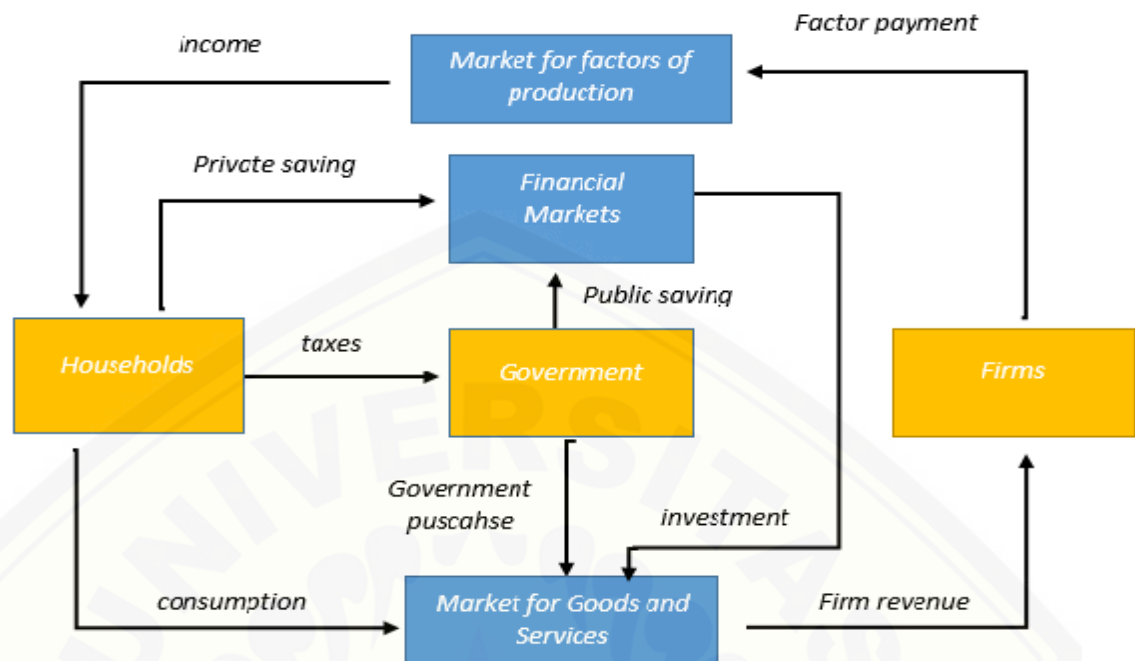 Factor payment
income
Market for factors of
production
Private saving
Financial
Markets
Public saving
taxes
Households
Government
Firms
Government
puscahse
investment
consumption
Market for Goods and
Services
Firm revenue
UNIVERSITAS